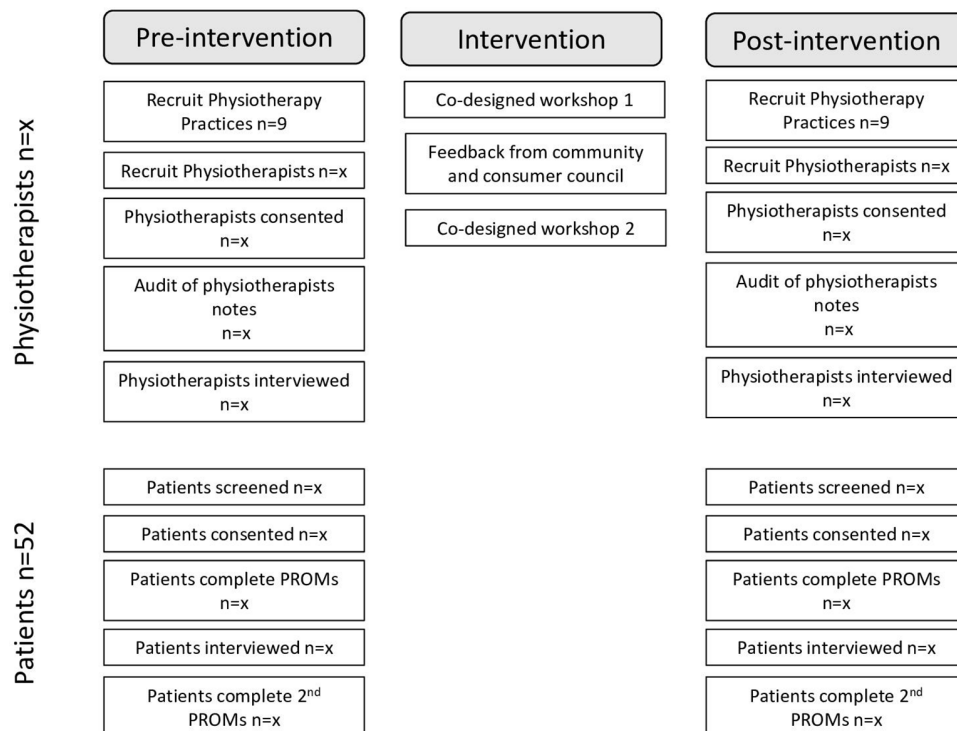 Pre-intervention
Intervention
Post-intervention
Physiotherapists n=x
Recruit Physiotherapy
Practices n=9
Recruit Physiotherapists n=x
Physiotherapists consented
n=x
Audit of physiotherapists
notes
n=x
Physiotherapists interviewed
n=x
Co-designed workshop 1
Feedback from community
and consumer council
Co-designed workshop 2
Recruit Physiotherapy
Practices n=9
Recruit Physiotherapists n=x
Physiotherapists consented
n=x
Audit of physiotherapists
notes
n=x
Physiotherapists interviewed
n=x
Patients n=52
Patients screened n=x
Patients consented n=x
Patients complete PROMs
n=x
Patients interviewed n=x
Patients complete 2nd
PROMs n=x
Patients screened n=x
Patients consented n=x
Patients complete PROMs
n=x
Patients interviewed n=x
Patients complete 2nd
PROMs n=x